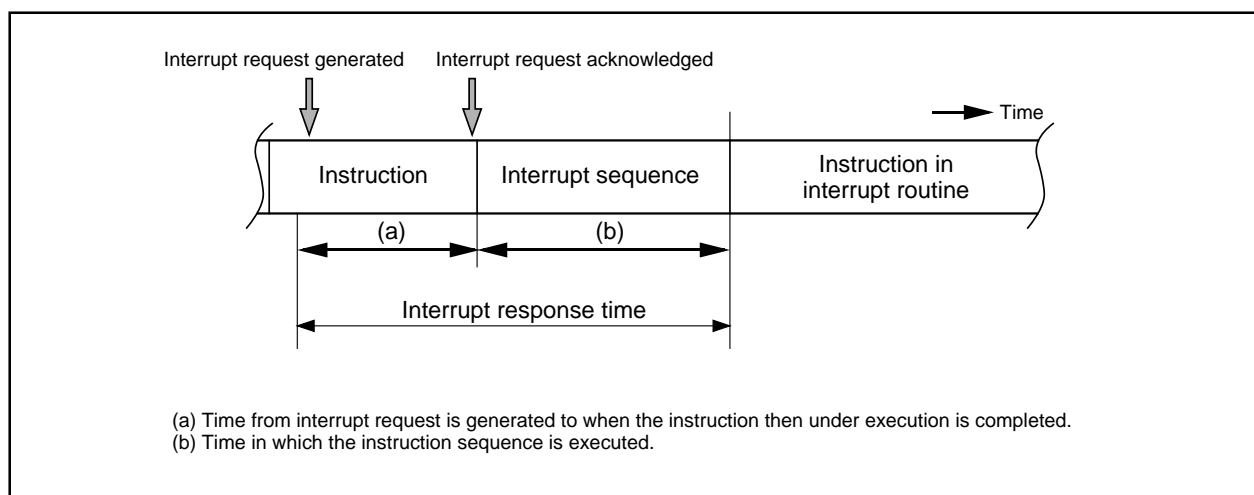 Interrupt request generated
Interrupt request acknowledged
Time
Instruction
Interrupt sequence
Instruction in
interrupt routine
(a)
(b)
Interrupt response time
(a) Time from interrupt request is generated to when the instruction then under execution is completed.
(b) Time in which the instruction sequence is executed.